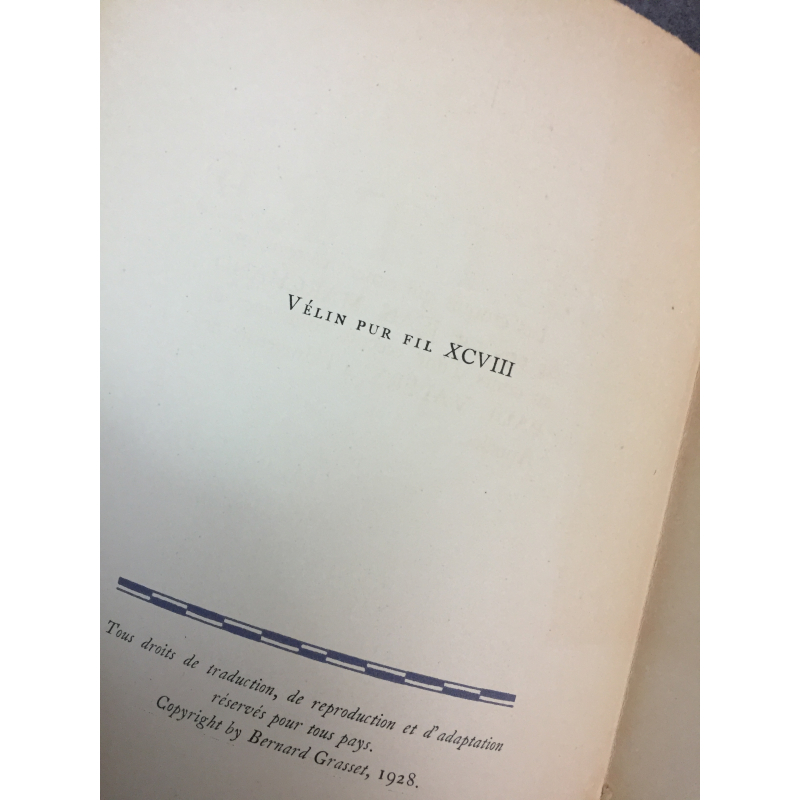 Vélin pur fil XCVIII
Tous droits de traduction, de reproduction et d'adaptation
réservés pour tous pays.
Copyright by Bernard Grasset, 1928.